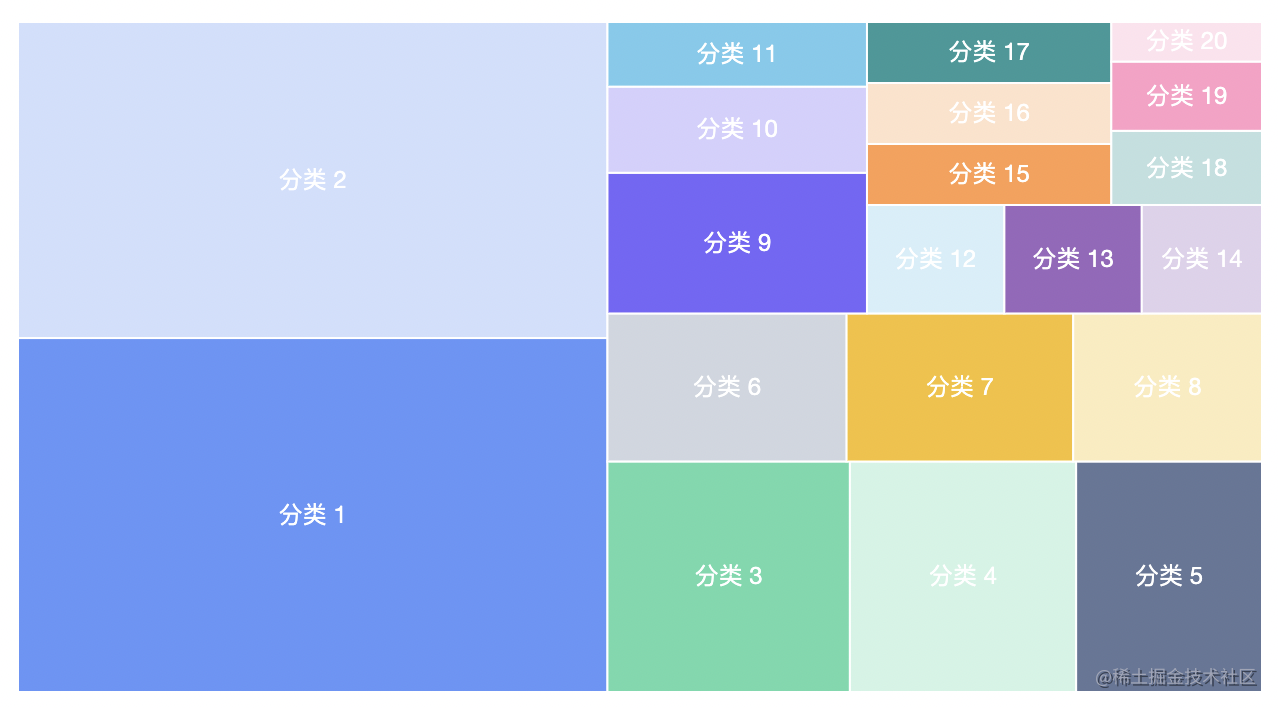 分类 2
分类 1
分类 11
分类 10
分类 9
分类 17
分类 16
分类 15
分类 20
分类 19
分类 18
分类 12
分类 13
分类 14
分类 6
分类 7
分类 8
分类 3
分类 4
分类 5
@稀土掘金技术社区